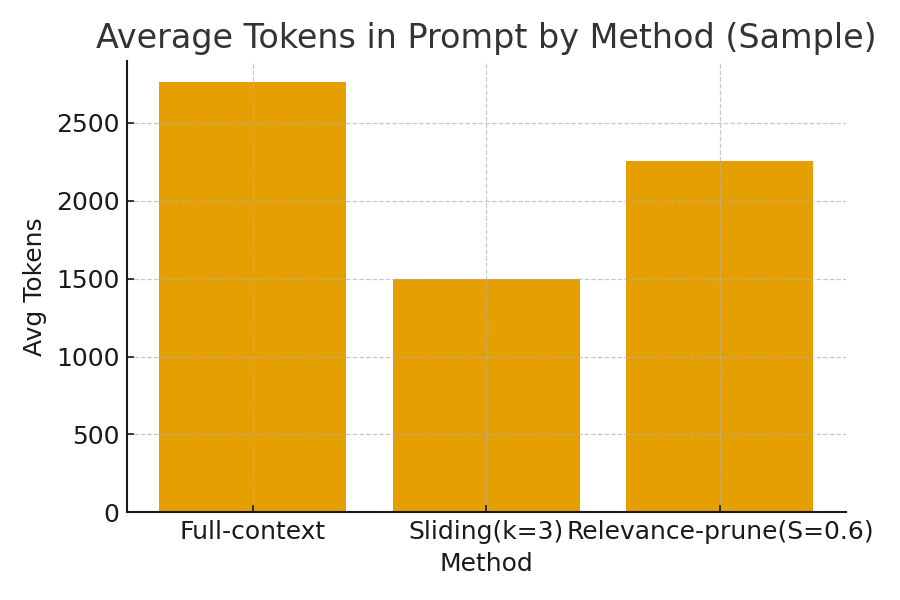 Average Tokens in Prompt by Method (Sample)
2500
2000
1500
1000
500
0
Avg Tokens
Full-context
Sliding(k=3)
Relevance-prune(S=0.6)
Method